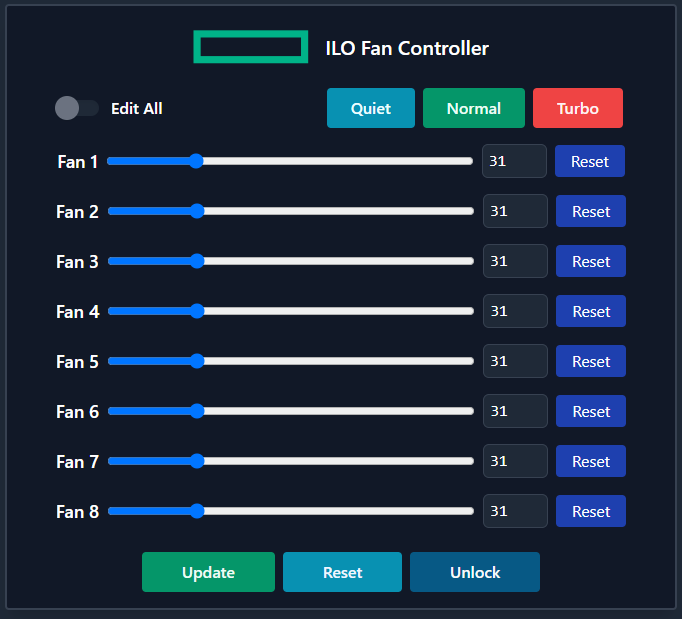 ILO Fan Controller
Edit All Quiet Normal Turbo
Fan 1 31 Reset
Fan 2 31 Reset
Fan 3 31 Reset
Fan 4 31 Reset
Fan 5 31 Reset
Fan 6 31 Reset
Fan 7 31 Reset
Fan 8 31 Reset
Update Reset Unlock